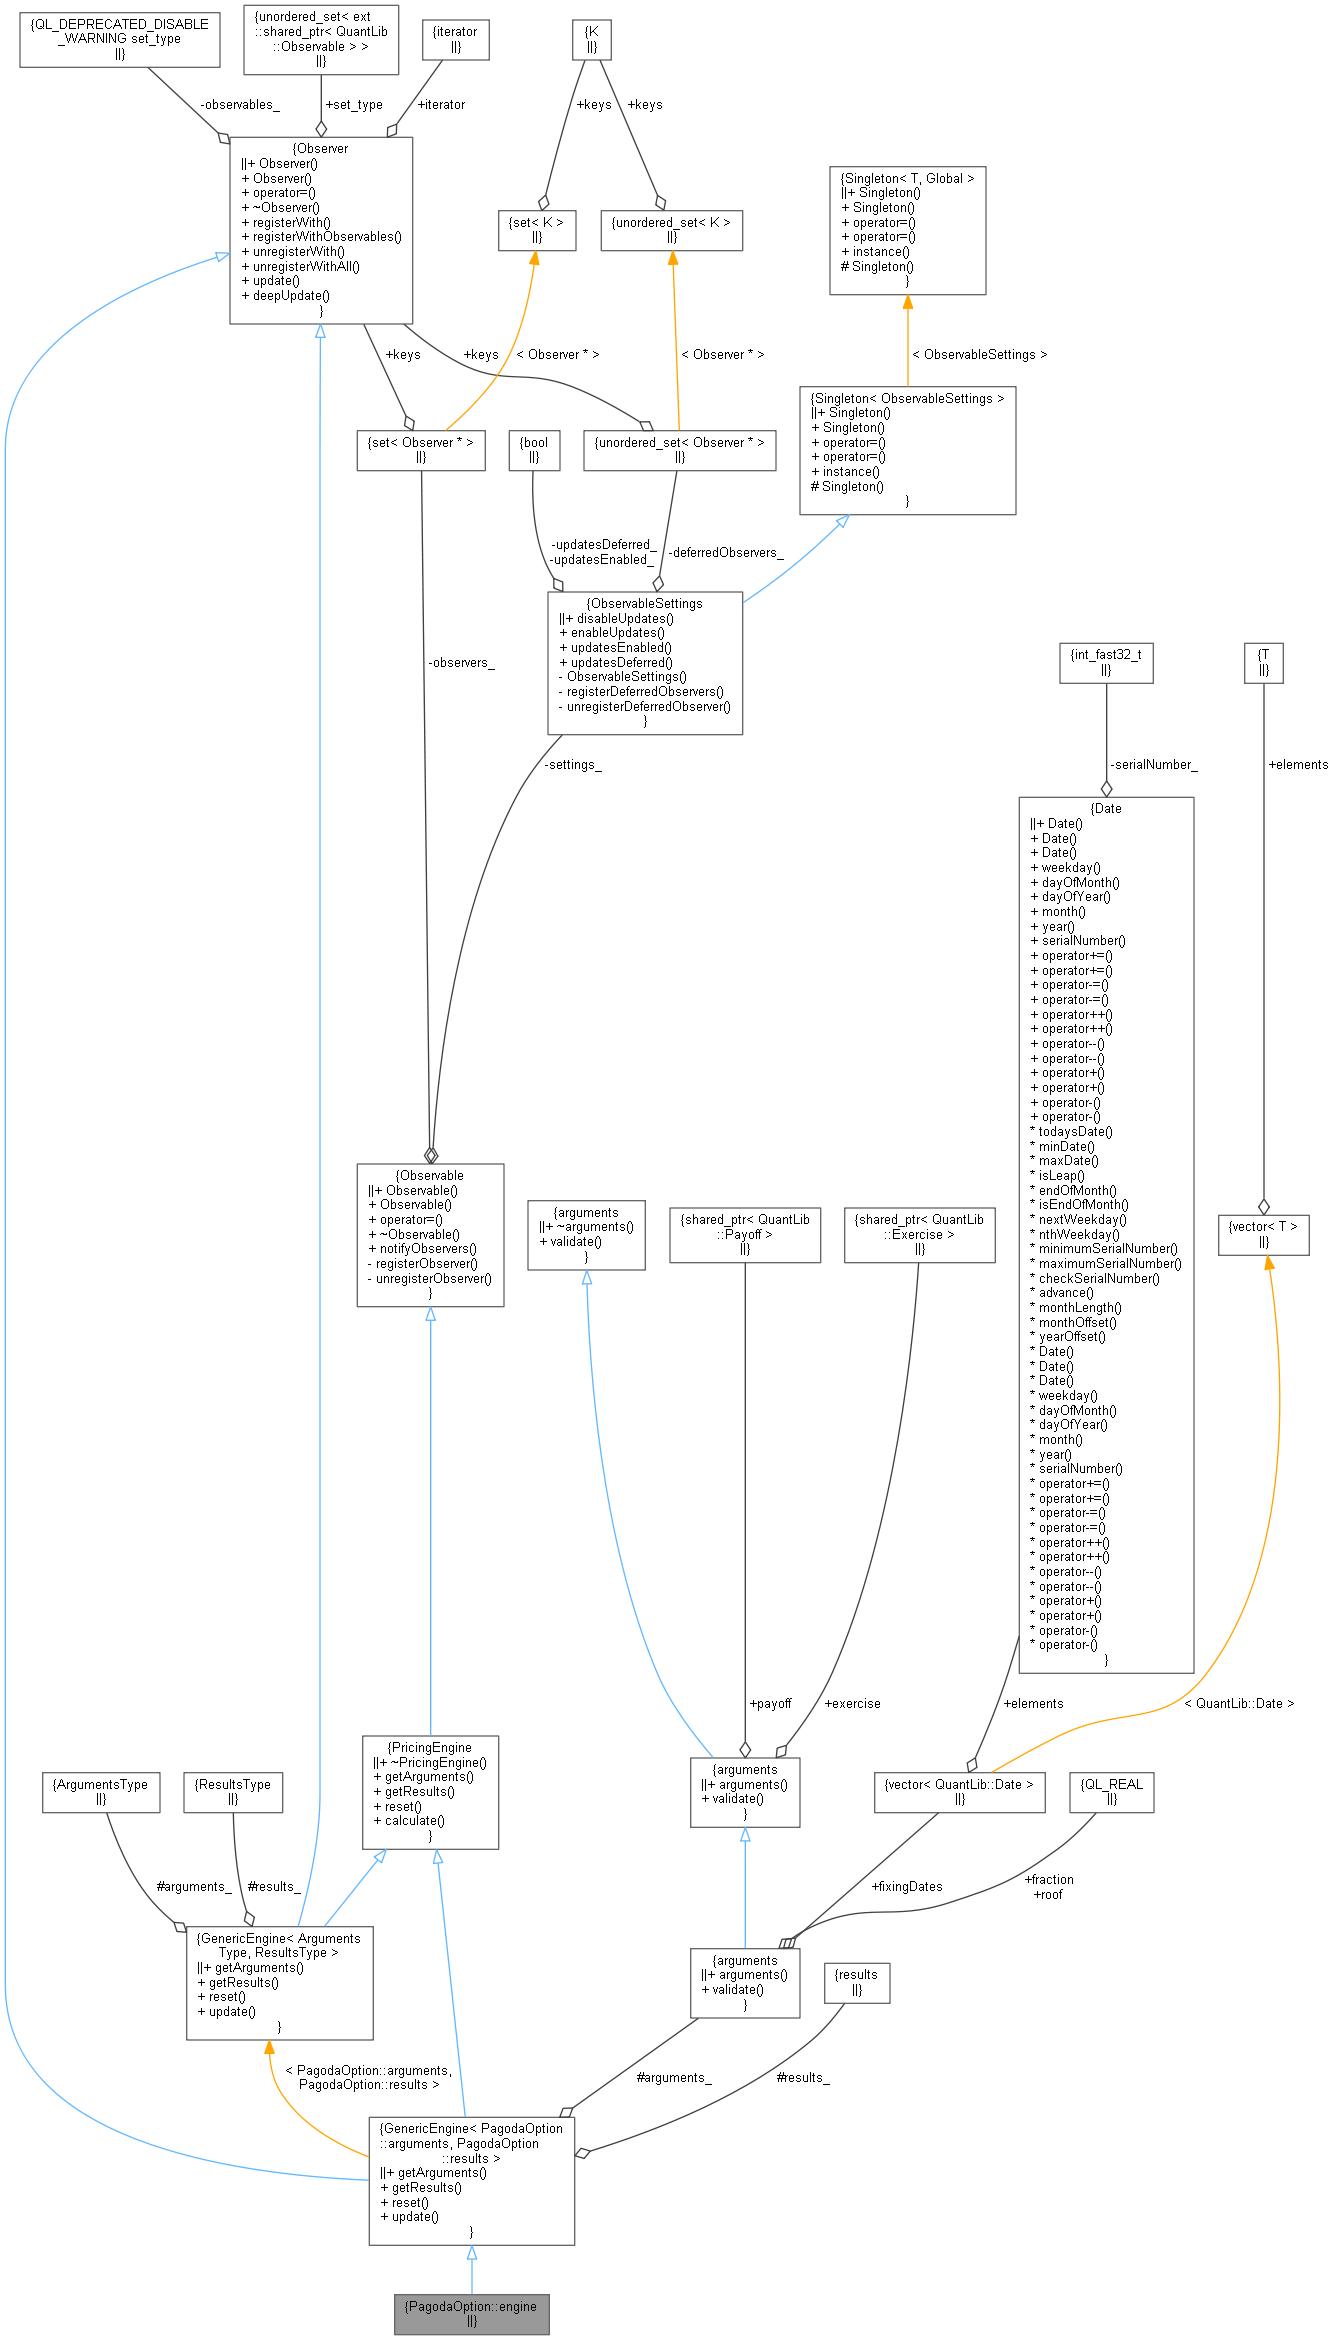 {QL_DEPRECATED_DISABLE
_WARNING set_type
||}
{unordered_set< ext
::shared_ptr< QuantLib
::Observable > >
||}
{iterator
||}
{K
||}
-observables_
+set_type
+iterator
+keys
+keys
{Observer
||+ Observer()
+ Observer()
+ operator=()
+ ~Observer()
+ registerWith()
+ registerWithObservables()
+ unregisterWith()
+ unregisterWithAll()
+ update()
+ deepUpdate()
}
{set< K >
||}
{unordered_set< K >
||}
{Singleton< T, Global >
||+ Singleton()
+ Singleton()
+ operator=()
+ operator=()
+ instance()
# Singleton()
}
+keys
+keys
< Observer * >
< Observer * >
< ObservableSettings >
{set< Observer * >
||}
{bool
||}
{unordered_set< Observer * >
||}
{Singleton< ObservableSettings >
||+ Singleton()
+ Singleton()
+ operator=()
+ operator=()
+ instance()
# Singleton()
}
-updatesDeferred_
-updatesEnabled_
-deferredObservers_
-observers_
{ObservableSettings
||+ disableUpdates()
+ enableUpdates()
+ updatesEnabled()
+ updatesDeferred()
- ObservableSettings()
- registerDeferredObservers()
- unregisterDeferredObserver()
}
{int_fast32_t
||}
{T
||}
-settings_
-serialNumber_
+elements
{Date
||+ Date()
+ Date()
+ Date()
+ weekday()
+ dayOfMonth()
+ dayOfYear()
+ month()
+ year()
+ serialNumber()
+ operator+=()
+ operator+=()
+ operator-=()
+ operator-=()
+ operator++()
+ operator++()
+ operator--()
+ operator--()
+ operator+()
+ operator+()
+ operator-()
+ operator-()
* todaysDate()
* minDate()
* maxDate()
* isLeap()
* endOfMonth()
* isEndOfMonth()
* nextWeekday()
* nthWeekday()
* minimumSerialNumber()
* maximumSerialNumber()
* checkSerialNumber()
* advance()
* monthLength()
* monthOffset()
* yearOffset()
* Date()
* Date()
* Date()
* weekday()
* dayOfMonth()
* dayOfYear()
* month()
* year()
* serialNumber()
* operator+=()
* operator+=()
* operator-=()
* operator-=()
* operator++()
* operator++()
* operator--()
* operator--()
* operator+()
* operator+()
* operator-()
* operator-()
}
{Observable
||+ Observable()
+ Observable()
+ operator=()
+ ~Observable()
+ notifyObservers()
- registerObserver()
- unregisterObserver()
}
{arguments
||+ ~arguments()
+ validate()
}
{shared_ptr< QuantLib
::Payoff >
||}
{shared_ptr< QuantLib
::Exercise >
||}
{vector< T >
||}
+payoff
+exercise
+elements
< QuantLib::Date >
{PricingEngine
||+ ~PricingEngine()
+ getArguments()
+ getResults()
+ reset()
+ calculate()
}
{ArgumentsType
||}
{ResultsType
||}
{arguments
||+ arguments()
+ validate()
}
{vector< QuantLib::Date >
||}
{QL_REAL
||}
#arguments_
#results_
+fixingDates
+fraction
+roof
{GenericEngine< Arguments
Type, ResultsType >
||+ getArguments()
+ getResults()
+ reset()
+ update()
}
{arguments
||+ arguments()
+ validate()
}
{results
||}
< PagodaOption::arguments,
PagodaOption::results >
#arguments_
#results_
{GenericEngine< PagodaOption
::arguments, PagodaOption
::results >
||+ getArguments()
+ getResults()
+ reset()
+ update()
}
{PagodaOption::engine
||}